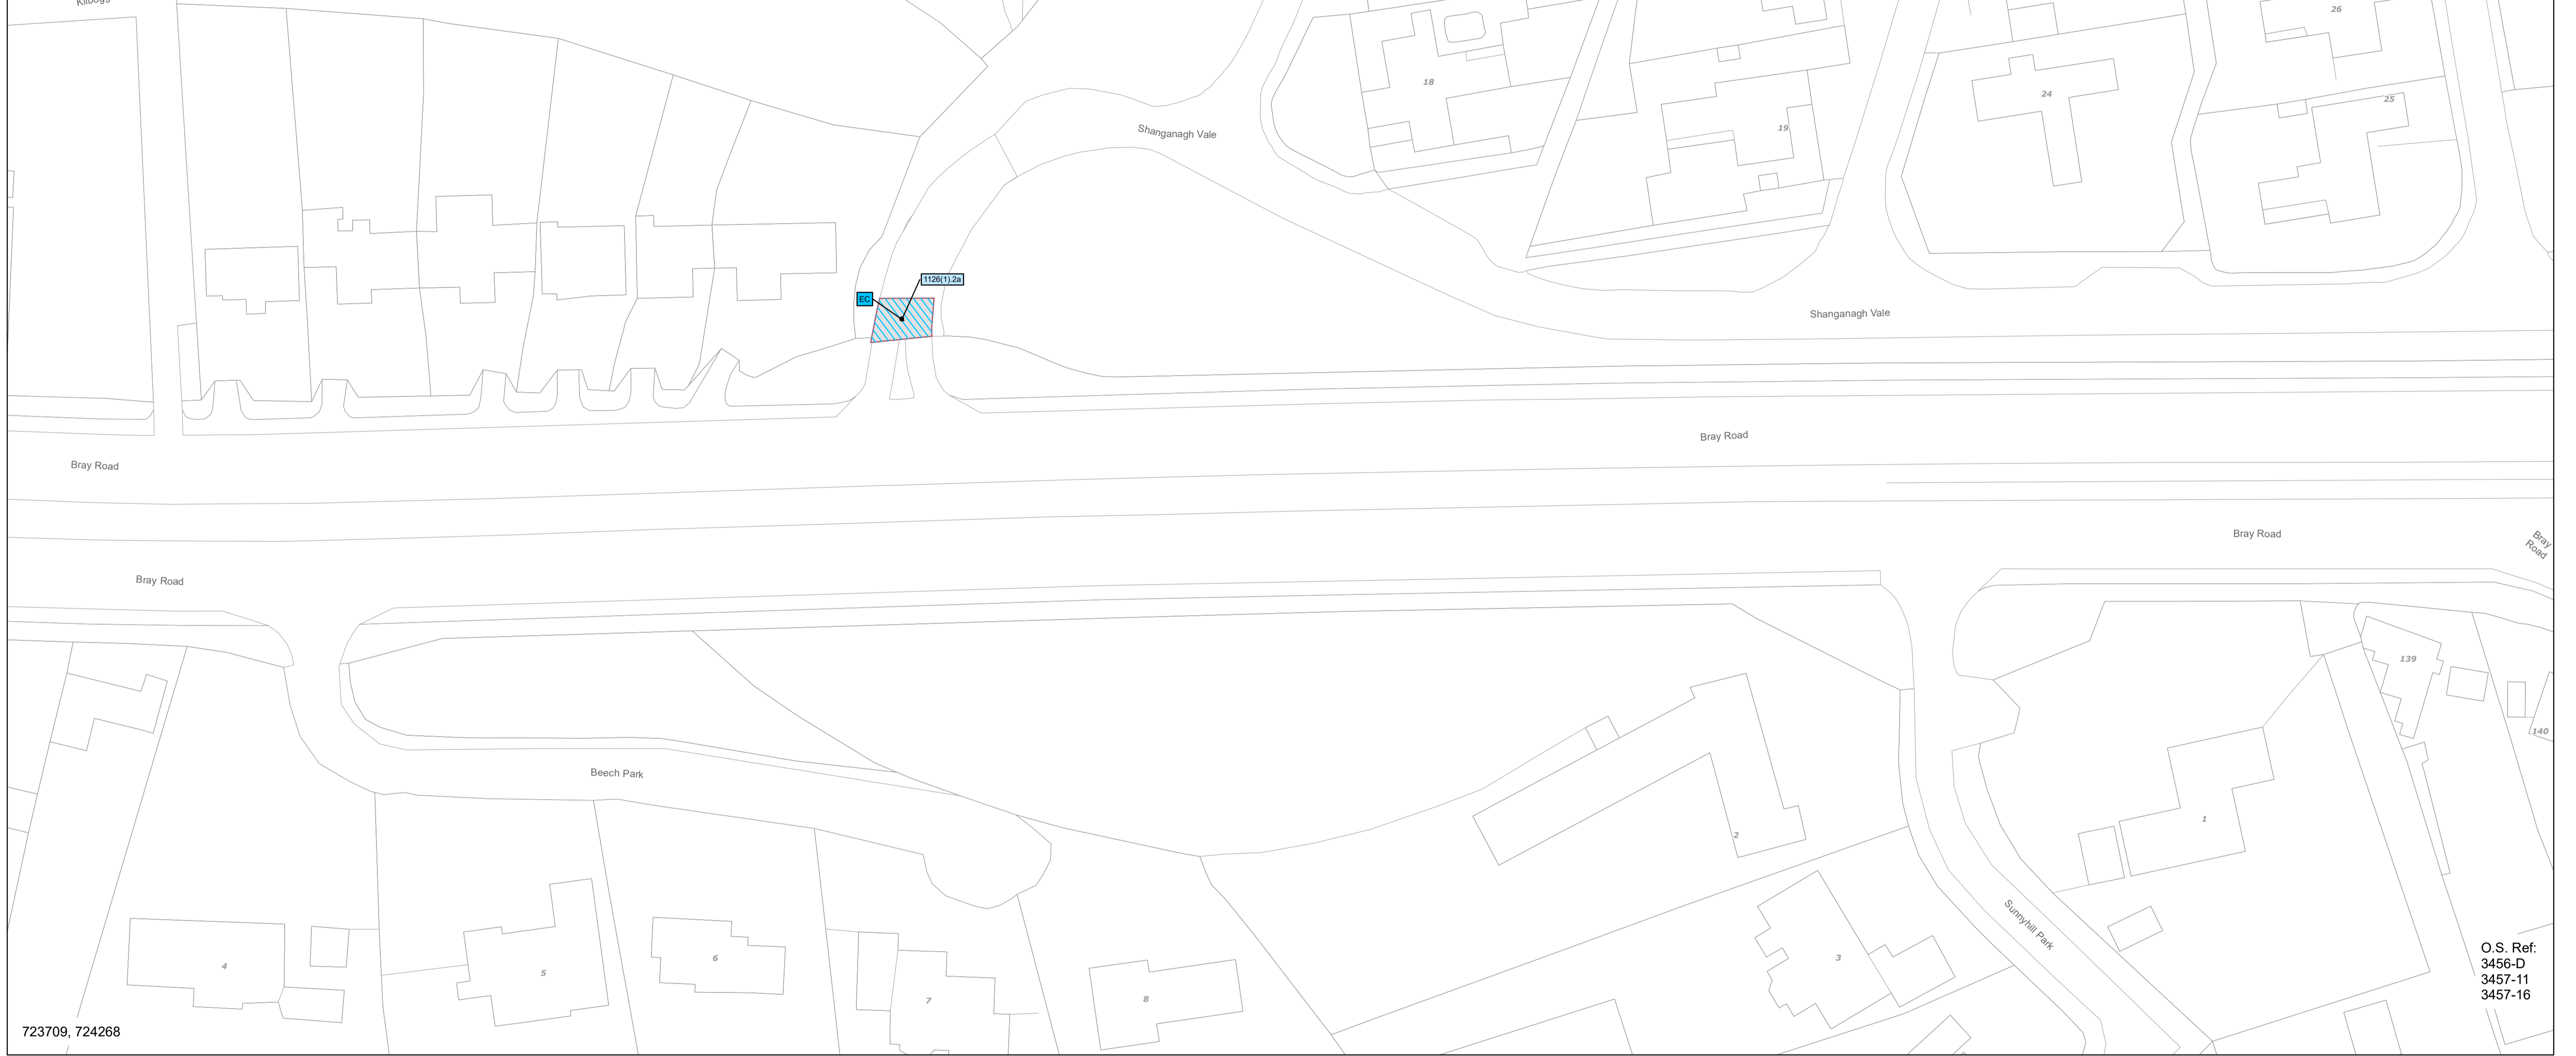 26
18
24
25
19
Shanganagh Vale
1126(1).2a
EC
Shanganagh Vale
Bray Road
Bray Road
Bray Road
Bray
Road
Bray Road
139
140
Beech Park
2
1
Sunnyhill Park
4
5
6
7
8
3
O.S. Ref:
3456-D
3457-11
3457-16
723709, 724268